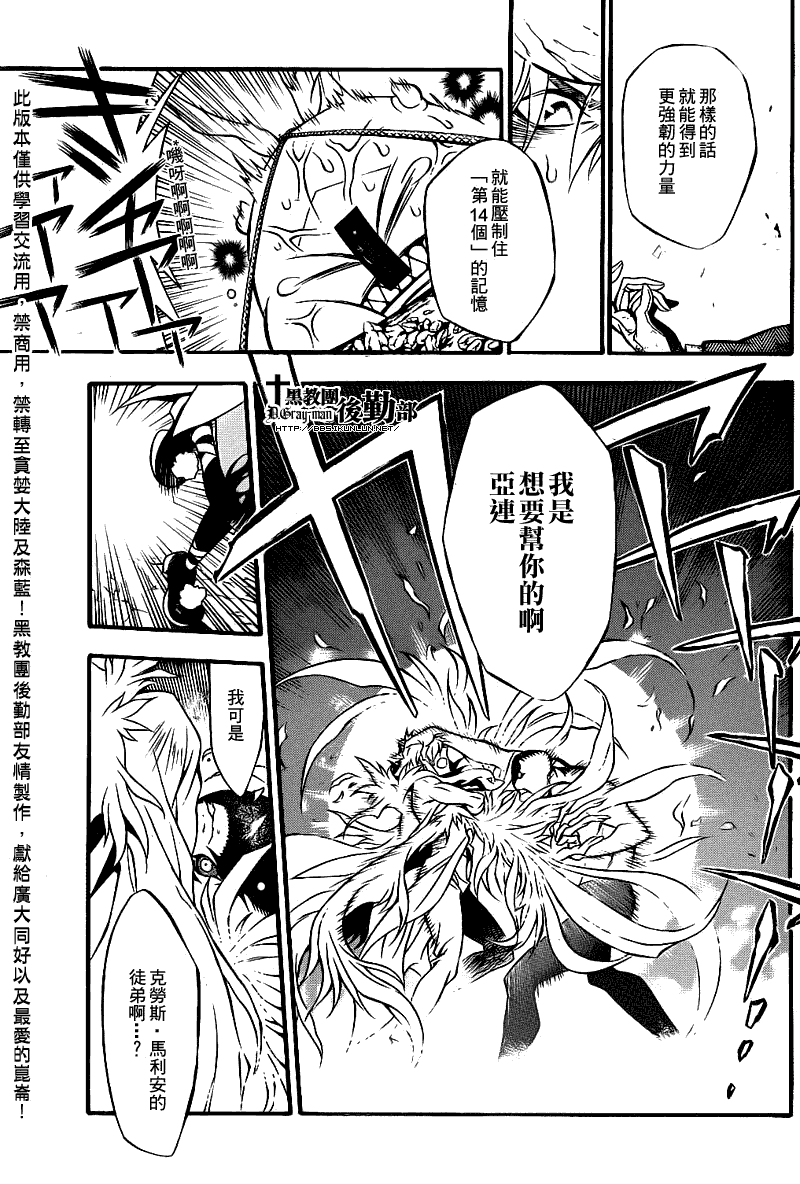 那樣的話
就能得到
更強韌的力量
就能壓制住
「第14個」的記憶
*嘰呀啊啊啊啊啊
我是
想要幫你的啊
亞連
黑教團
D.Gray-man
後勤部
HTTP://BBSIKUNLUN.NET/
我可是
克勞斯·馬利安的
徒弟啊……?
此版本僅供學習交流用，禁商用，禁轉至貪婪大陸及森藍！黑教團後勤部友情製作，獻給廣大同好以及最愛的崑崙！